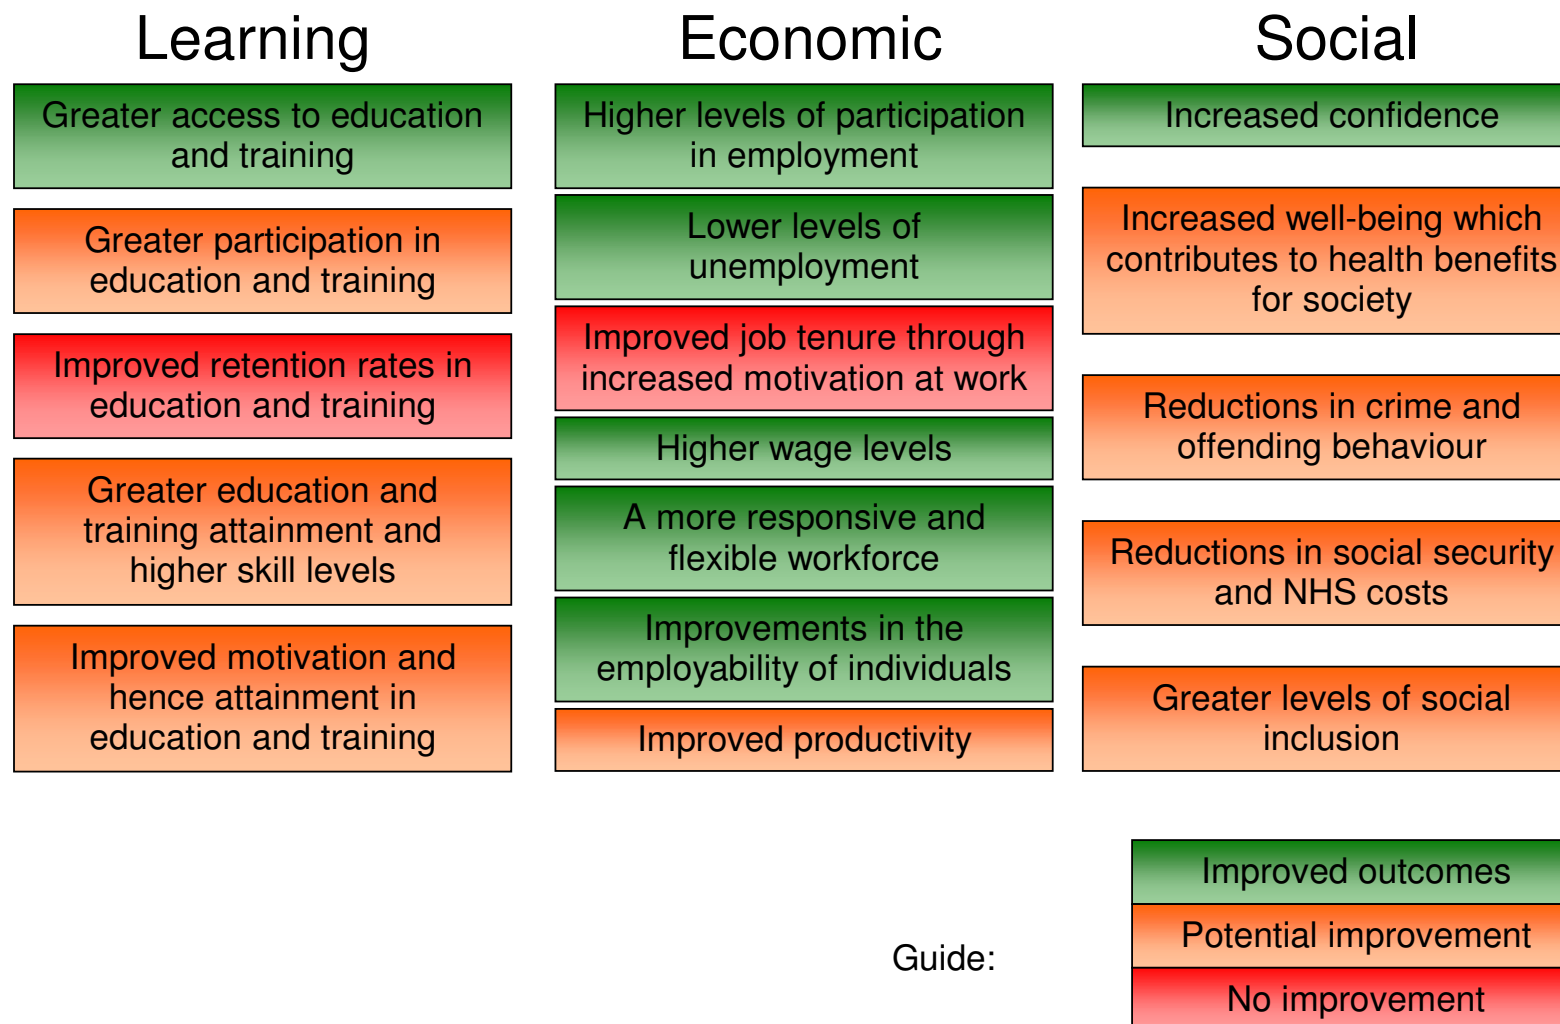 Learning
Greater access to education
and training
Greater participation in
education and training
Improved retention rates in
education and training
Greater education and
training attainment and
higher skill levels
Improved motivation and
hence attainment in
education and training
Economic
Higher levels of participation
in employment
Lower levels of
unemployment
Improved job tenure through
increased motivation at work
Higher wage levels
A more responsive and
flexible workforce
Improvements in the
employability of individuals
Improved productivity
Social
Increased confidence
Increased well-being which
contributes to health benefits
for society
Reductions in crime and
offending behaviour
Reductions in social security
and NHS costs
Greater levels of social
inclusion
Guide:
Improved outcomes
Potential improvement
No improvement